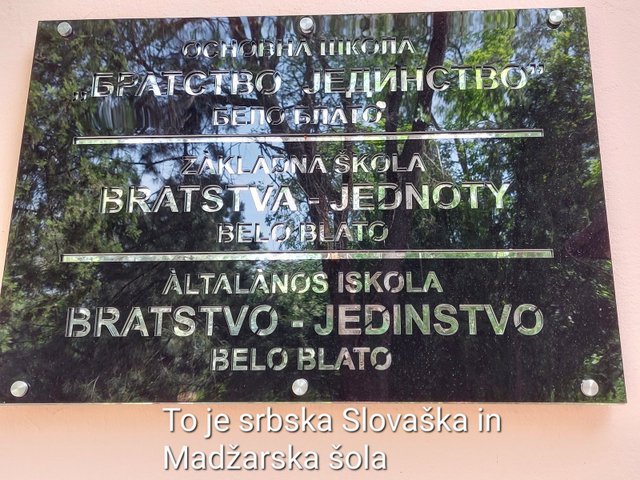 ОСНОВНА ШКОЛА
„БРАТСТВО ЈЕДИНСТВО”
БЕЛО БЛАТО
ZÁKLADNÁ ŠKOLA
BRATSTVA - JEDNOTY
BELO BLATO
ÀLTALÀNOS ISKOLA
BRATSTVO - JEDINSTVO
BELO BLATO
To je srbska Slovaška in
Madžarska šola